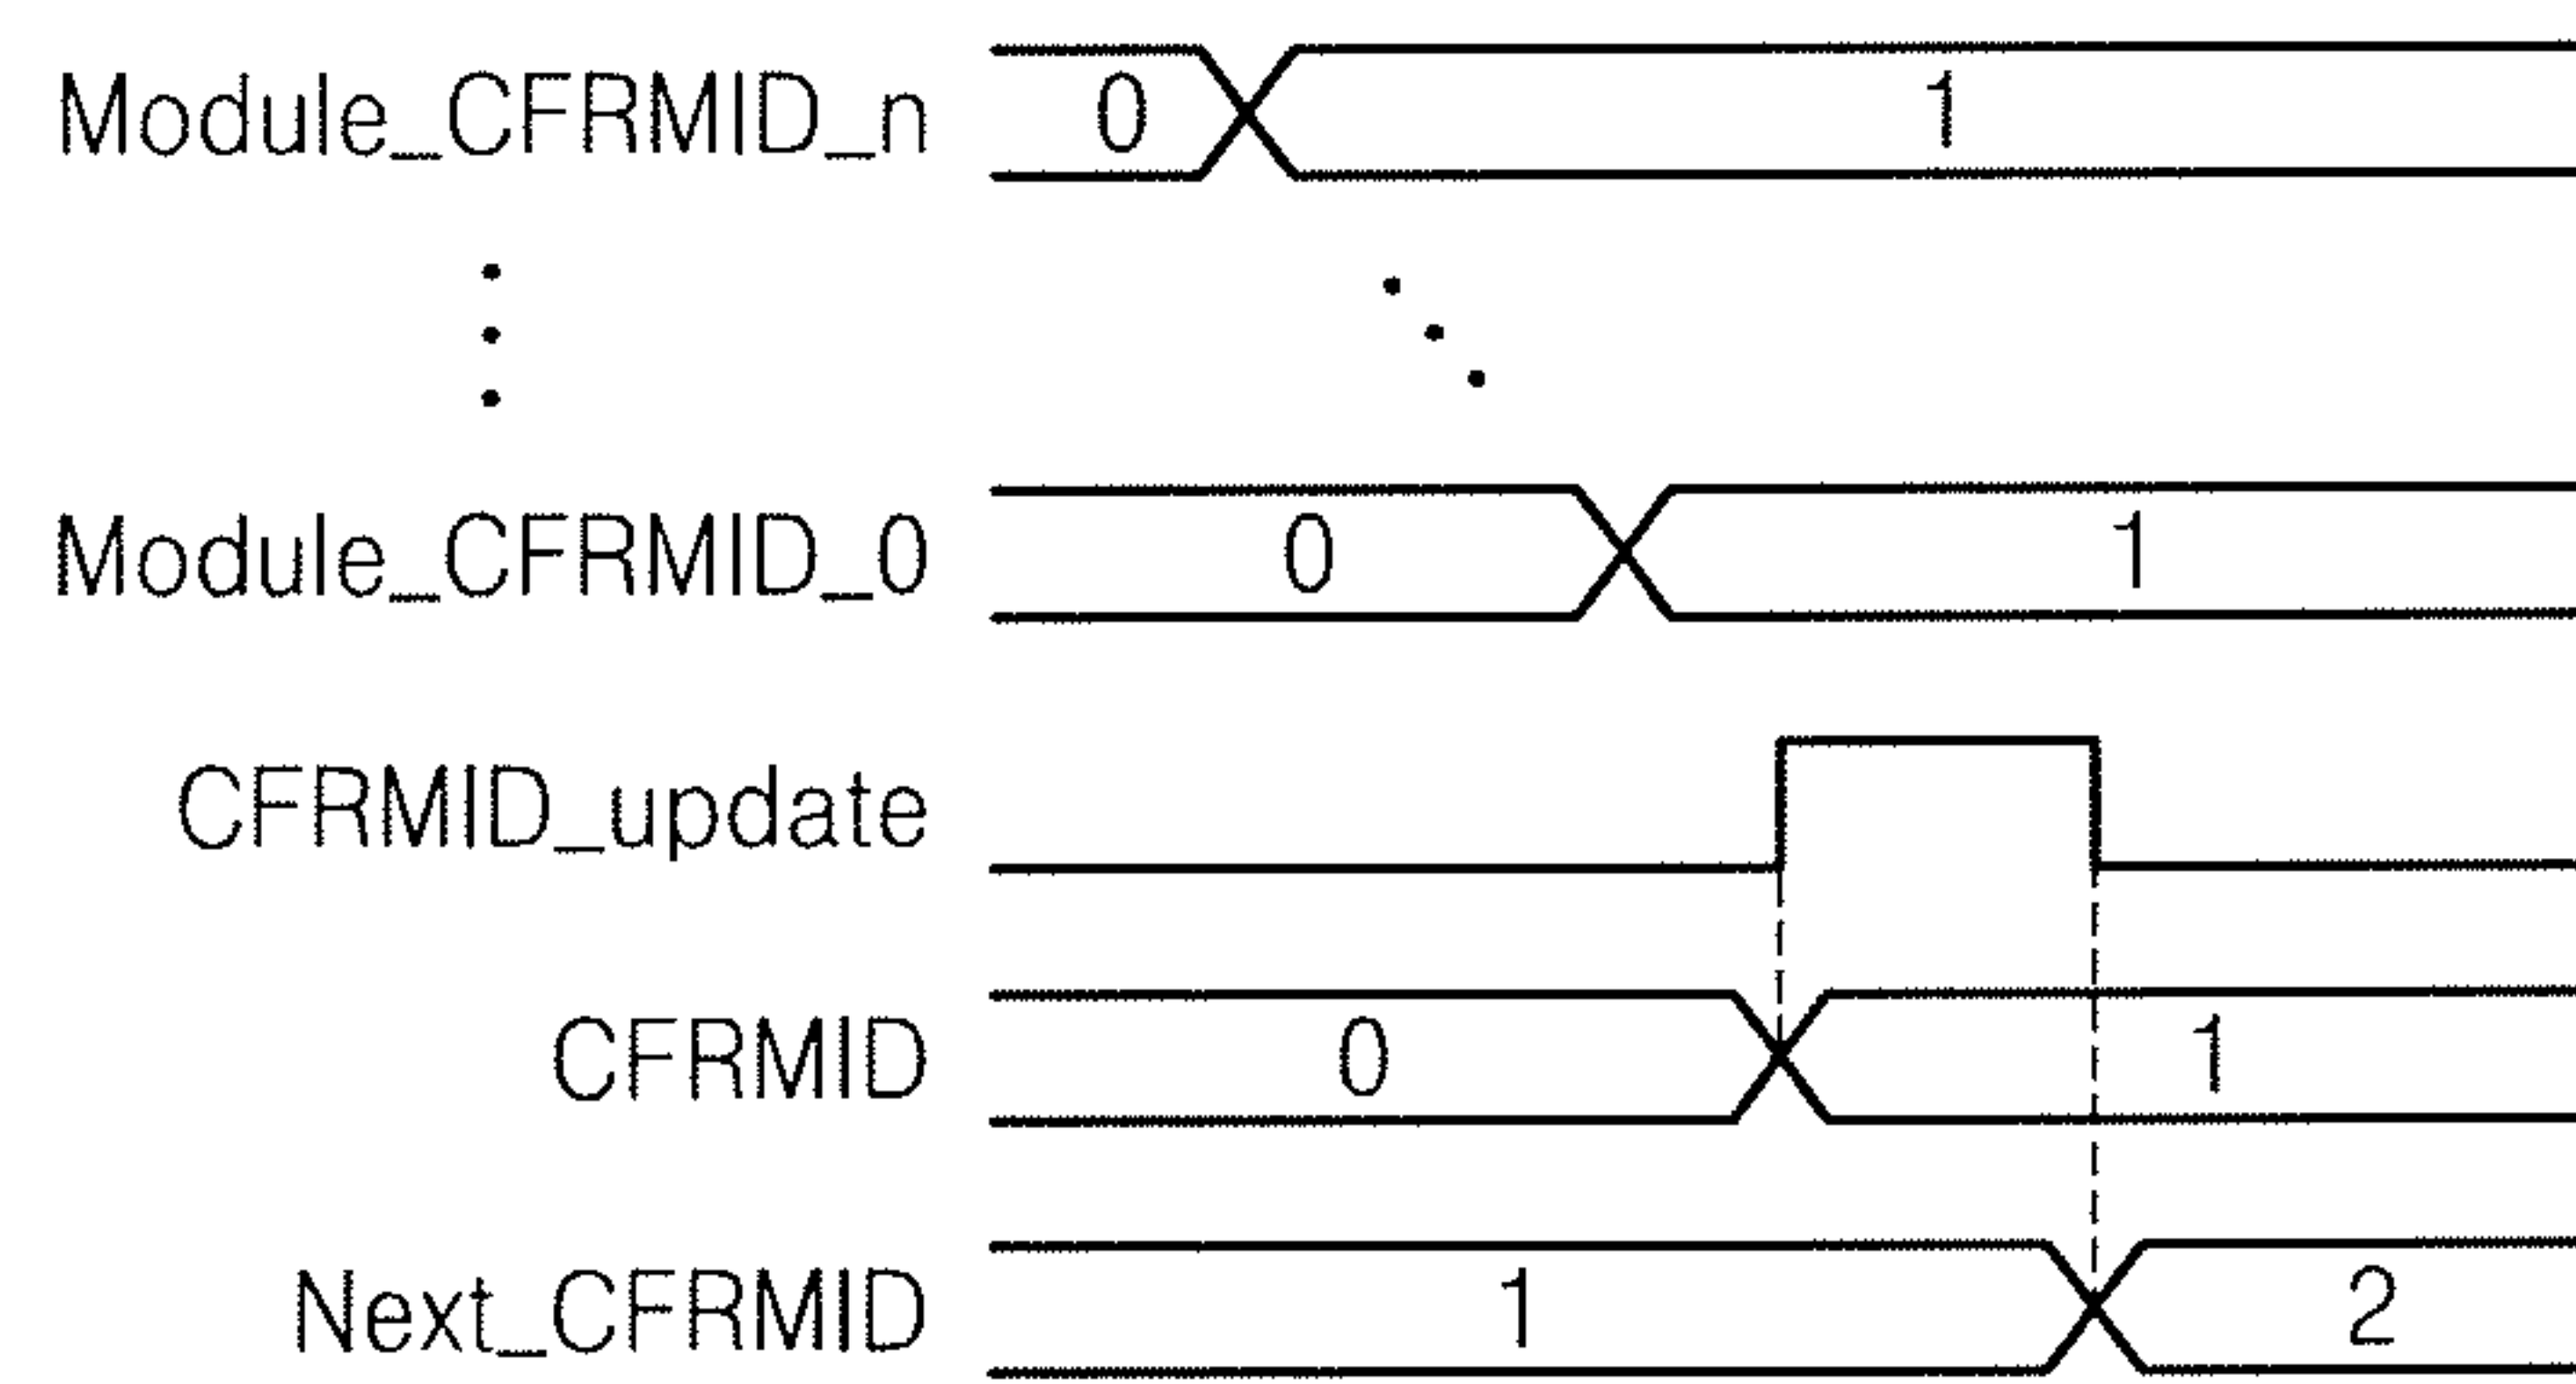 Module_CFRMID_n 0 1
Module_CFRMID_0 0 1
CFRMID_update
CFRMID 0 1
Next_CFRMID 1 2